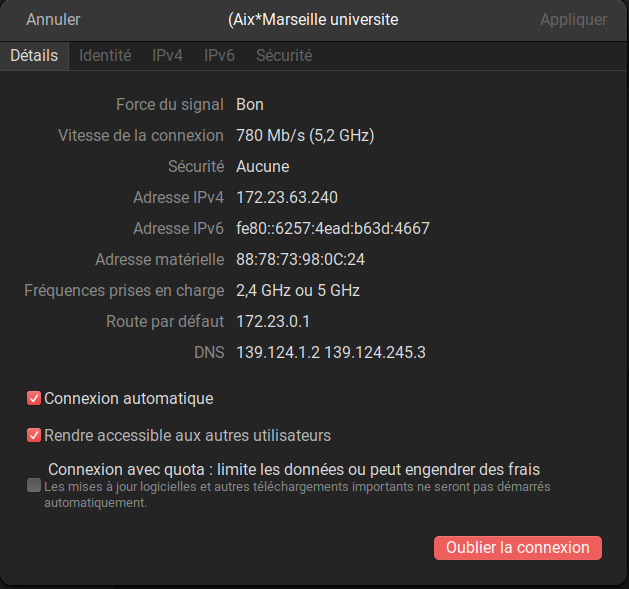 Annuler (Aix*Marseille universite Appliquer
Détails Identité IPv4 IPv6 Sécurité
Force du signal Bon
Vitesse de la connexion 780 Mb/s (5,2 GHz)
Sécurité Aucune
Adresse IPv4 172.23.63.240
Adresse IPv6 fe80::6257:4ead:b63d:4667
Adresse matérielle 88:78:73:98:0C:24
Fréquences prises en charge 2,4 GHz ou 5 GHz
Route par défaut 172.23.0.1
DNS 139.124.1.2 139.124.245.3
Connexion automatique
Rendre accessible aux autres utilisateurs
Connexion avec quota : limite les données ou peut engendrer des frais
Les mises à jour logicielles et autres téléchargements importants ne seront pas démarrés
automatiquement.
Oublier la connexion